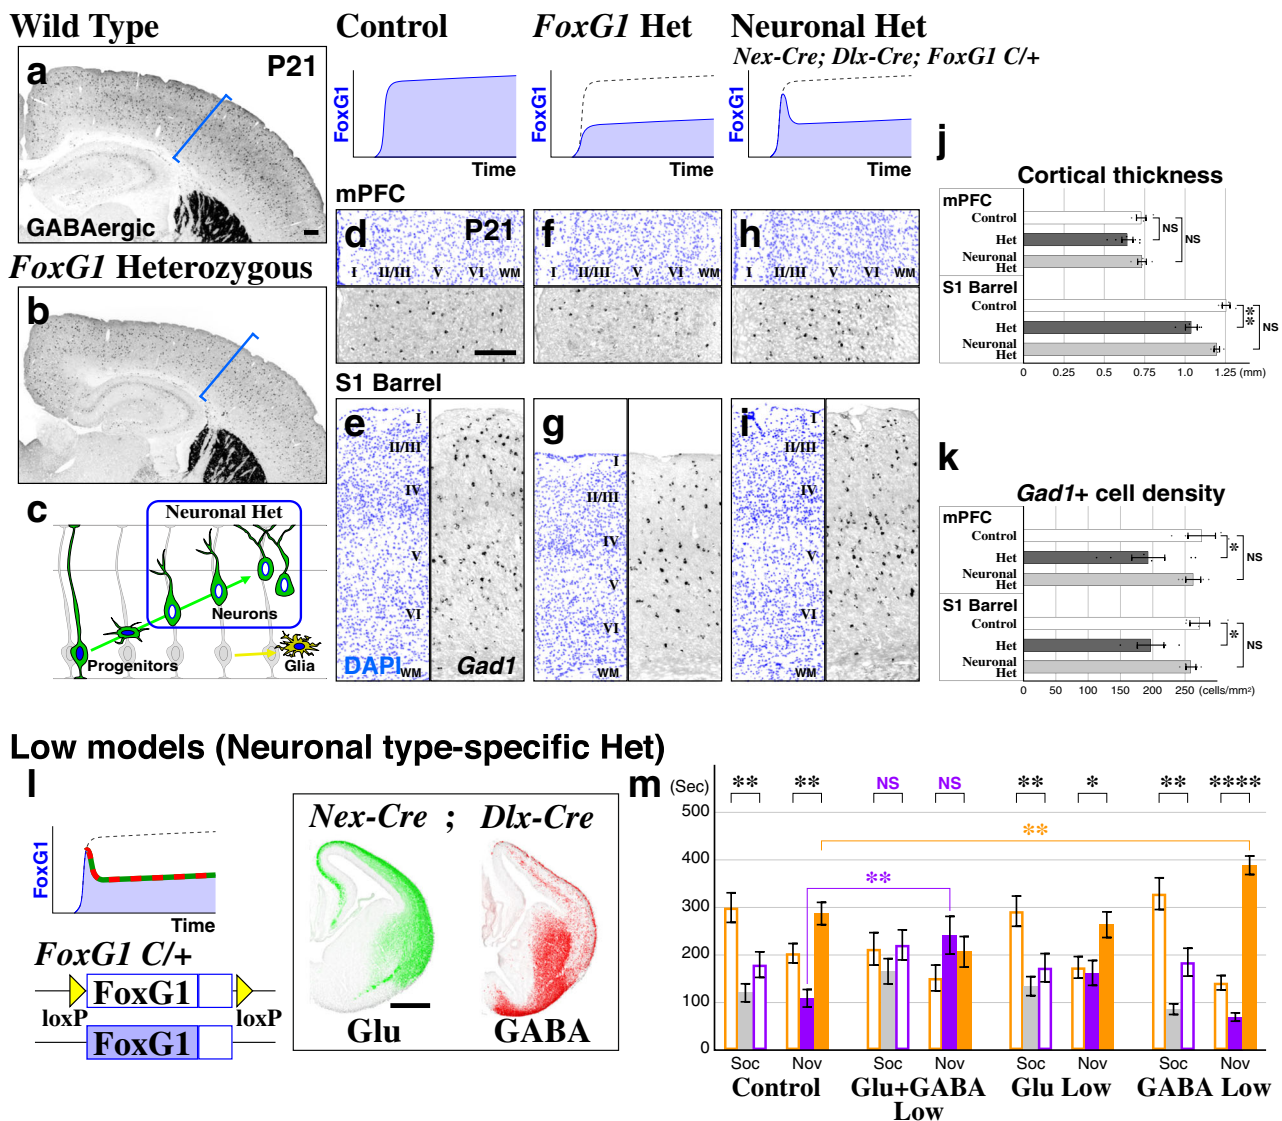 Wild Type
a
P21
GABAergic
FoxG1 Heterozygous
b
c
Neuronal Het
Neurons
Progenitors
Glia
Control
FoxG1 Het
Neuronal Het
Nex-Cre; Dlx-Cre; FoxG1 C/+
FoxG1
Time
FoxG1
Time
FoxG1
Time
mPFC
d
P21
I II/III V VI WM
f
I II/III V VI WM
h
I II/III V VI WM
S1 Barrel
e
I
II/III
IV
V
VI
DAPI
WM
Gad1
g
I
II/III
IV
V
VI
WM
i
I
II/III
IV
V
VI
WM
j
Cortical thickness
mPFC
Control
Het
Neuronal
Het
NS
NS
S1 Barrel
Control
Het
Neuronal
Het
**
NS
0 0.25 0.5 0.75 1.0 1.25 (mm)
k
Gad1+ cell density
mPFC
Control
Het
Neuronal
Het
*
NS
S1 Barrel
Control
Het
Neuronal
Het
*
NS
0 50 100 150 200 250 (cells/mm²)
Low models (Neuronal type-specific Het)
l
FoxG1
Time
FoxG1 C/+
FoxG1
loxP loxP
FoxG1
Nex-Cre ; Dlx-Cre
Glu GABA
m
(Sec)
** ** NS NS ** * ** ****
**
**
500
400
300
200
100
0
Soc Nov Soc Nov Soc Nov Soc Nov
Control Glu+GABA Glu Low GABA Low
Low